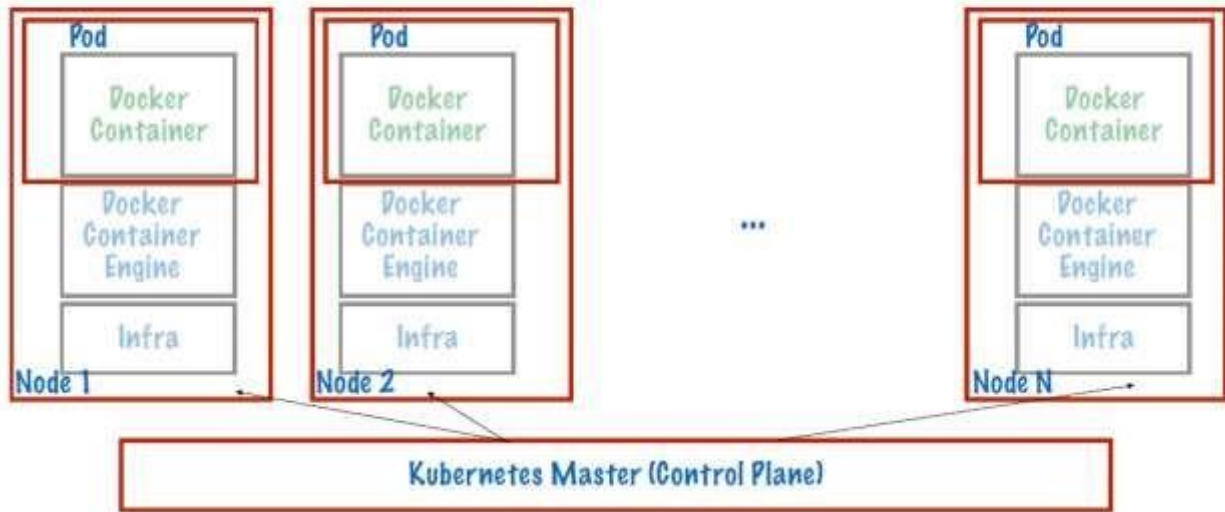 Pod
Docker
Container
Docker
Container
Engine
Infra
Node 1
Pod
Docker
Container
Docker
Container
Engine
Infra
Node 2
...
Pod
Docker
Container
Docker
Container
Engine
Infra
Node N
Kubernetes Master (Control Plane)